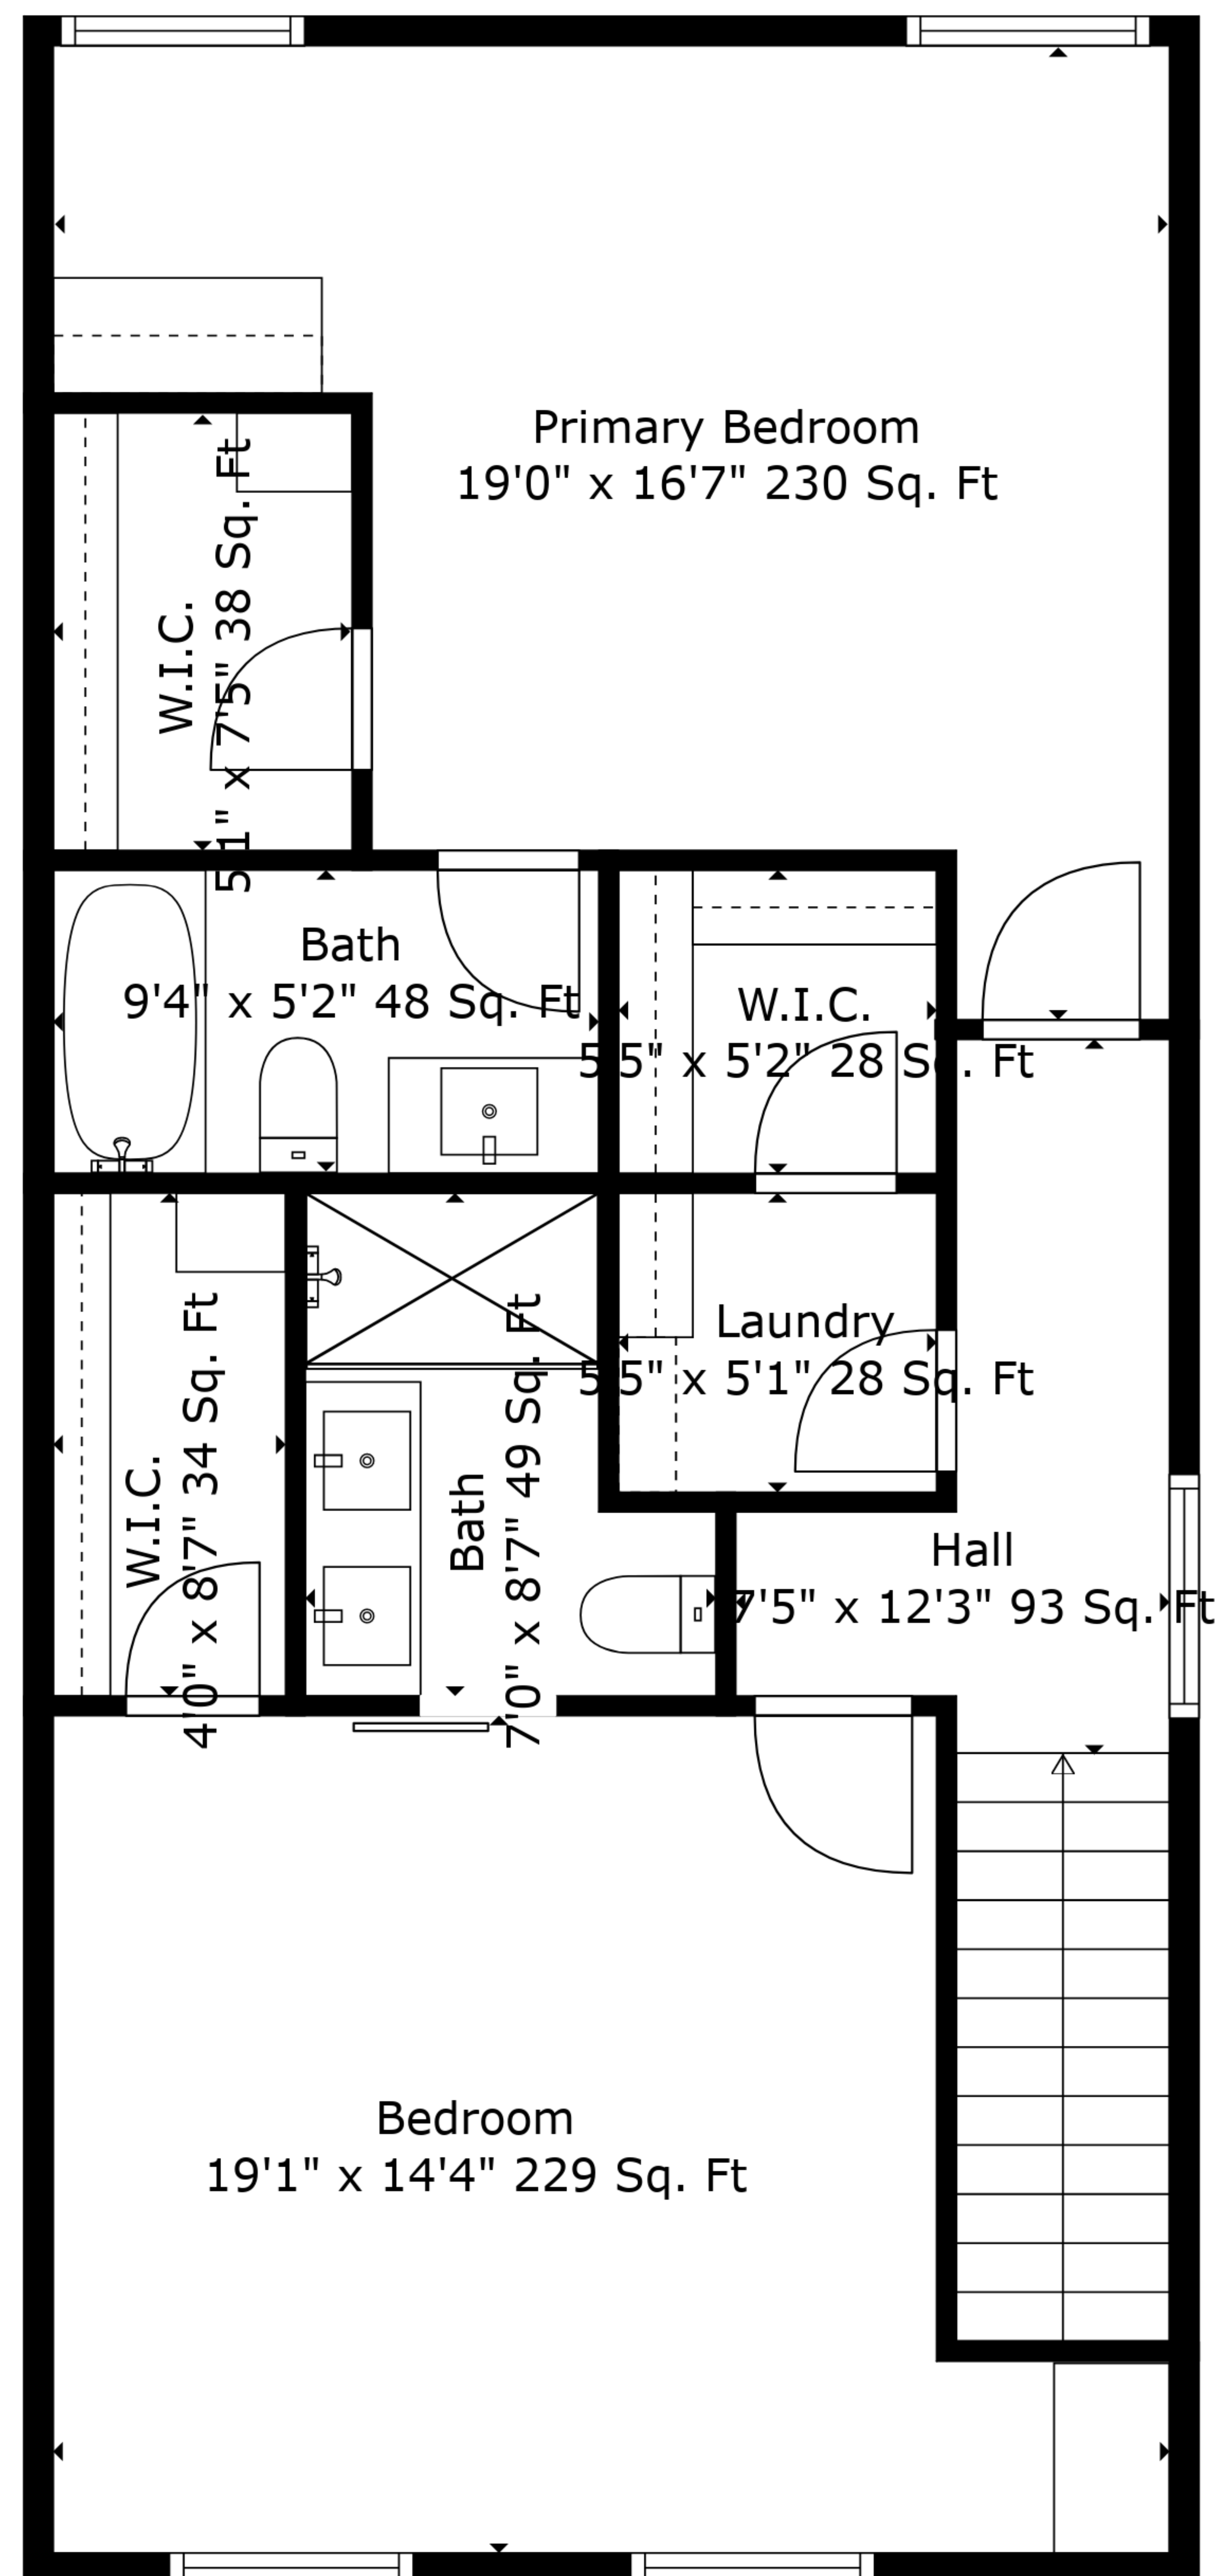 Primary Bedroom
19'0" x 16'7" 230 Sq. Ft
W.I.C.
5'1" x 7'5" 38 Sq. Ft
Bath
9'4" x 5'2" 48 Sq. Ft
W.I.C.
5'5" x 5'2" 28 Sq. Ft
Laundry
5'5" x 5'1" 28 Sq. Ft
W.I.C.
4'0" x 8'7" 34 Sq. Ft
Bath
7'0" x 8'7" 49 Sq. Ft
Hall
7'5" x 12'3" 93 Sq. Ft
Bedroom
19'1" x 14'4" 229 Sq. Ft